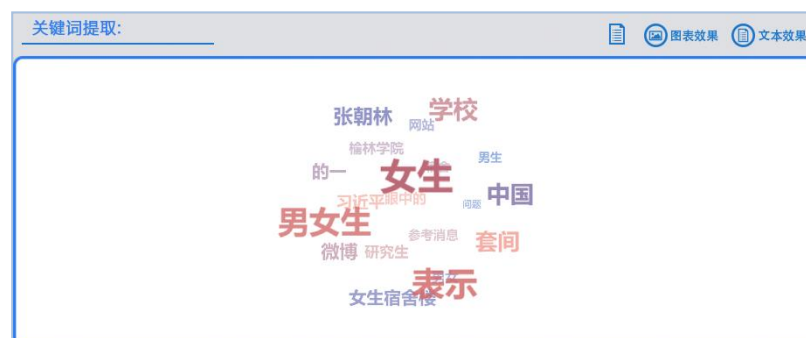 关键词提取:
图表效果
文本效果
张朝林
学校
网站
榆林学院
男生
的一
女生
中国
习近平眼中的
问题
男女生
参考消息
套间
微博
研究生
表示
女生宿舍楼